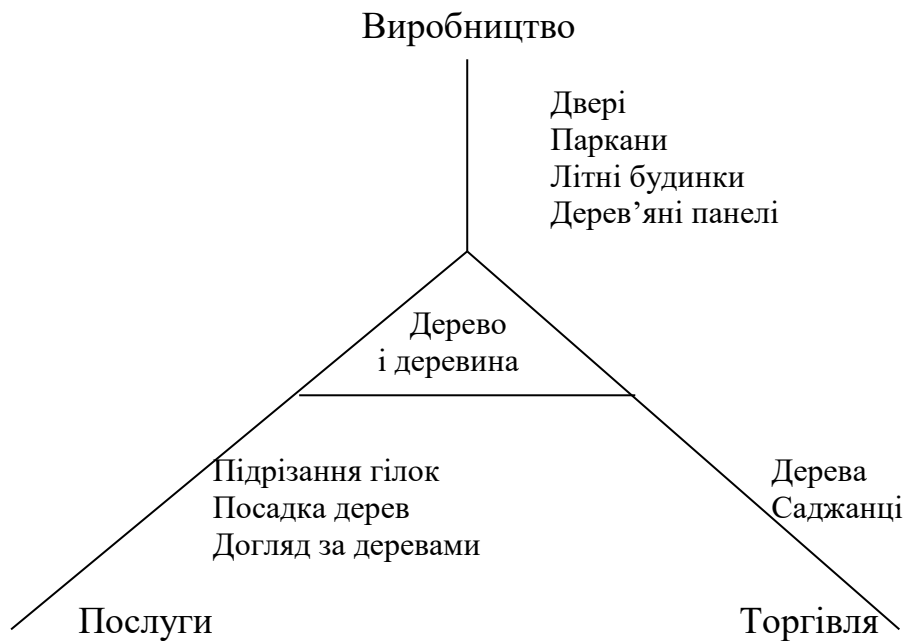 Виробництво
Двері
Паркани
Літні будинки
Дерев’яні панелі
Дерево
і деревина
Підрізання гілок
Посадка дерев
Догляд за деревами
Дерева
Саджанці
Послуги
Торгівля